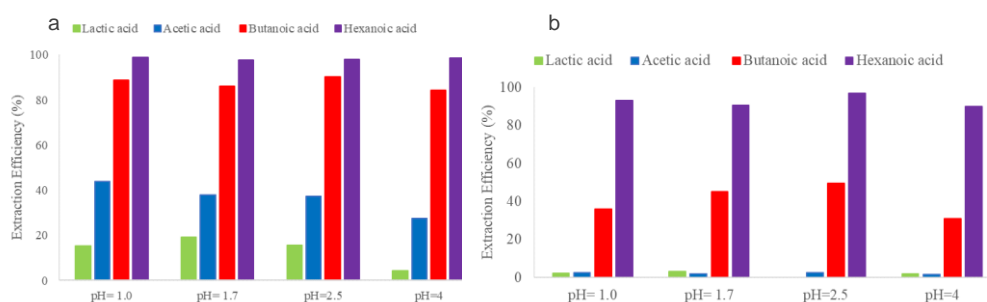 a
Lactic acid Acetic acid Butanoic acid Hexanoic acid
Extraction Efficiency (%)
100
80
60
40
20
0
pH= 1.0 pH= 1.7 pH=2.5 pH=4
b
Lactic acid Acetic acid Butanoic acid Hexanoic acid
Extraction Efficiency (%)
100
80
60
40
20
0
pH= 1.0 pH= 1.7 pH=2.5 pH=4